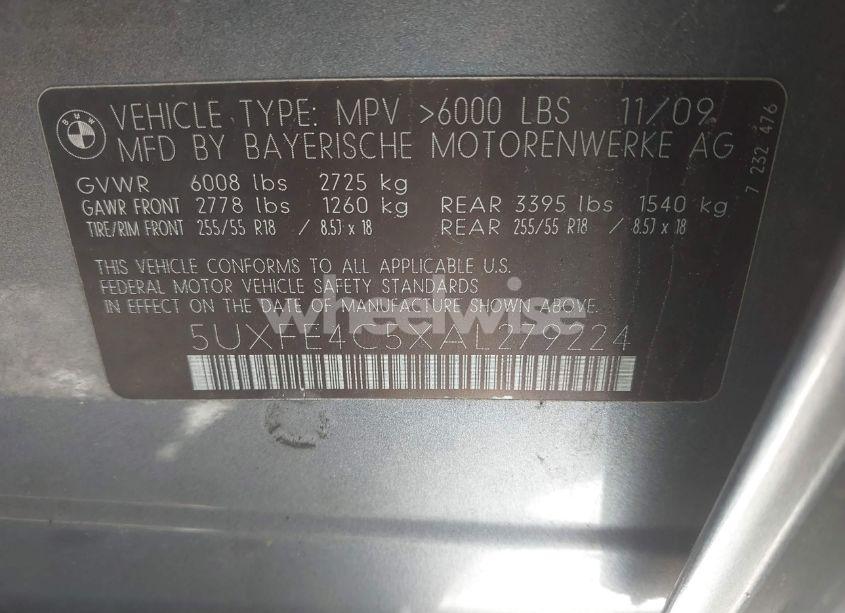 BMW
VEHICLE TYPE: MPV >6000 LBS 11/09
MFD BY BAYERISCHE MOTORENWERKE AG
7 232 476
GVWR 6008 lbs 2725 kg
GAWR FRONT 2778 lbs 1260 kg REAR 3395 lbs 1540 kg
TIRE/RIM FRONT 255/55 R18 / 8.5J x 18 REAR 255/55 R18 / 8.5J x 18
THIS VEHICLE CONFORMS TO ALL APPLICABLE U.S.
FEDERAL MOTOR VEHICLE SAFETY STANDARDS
IN EFFECT ON THE DATE OF MANUFACTURE SHOWN ABOVE.
wheelwise
5UXFE4C5XAL279224